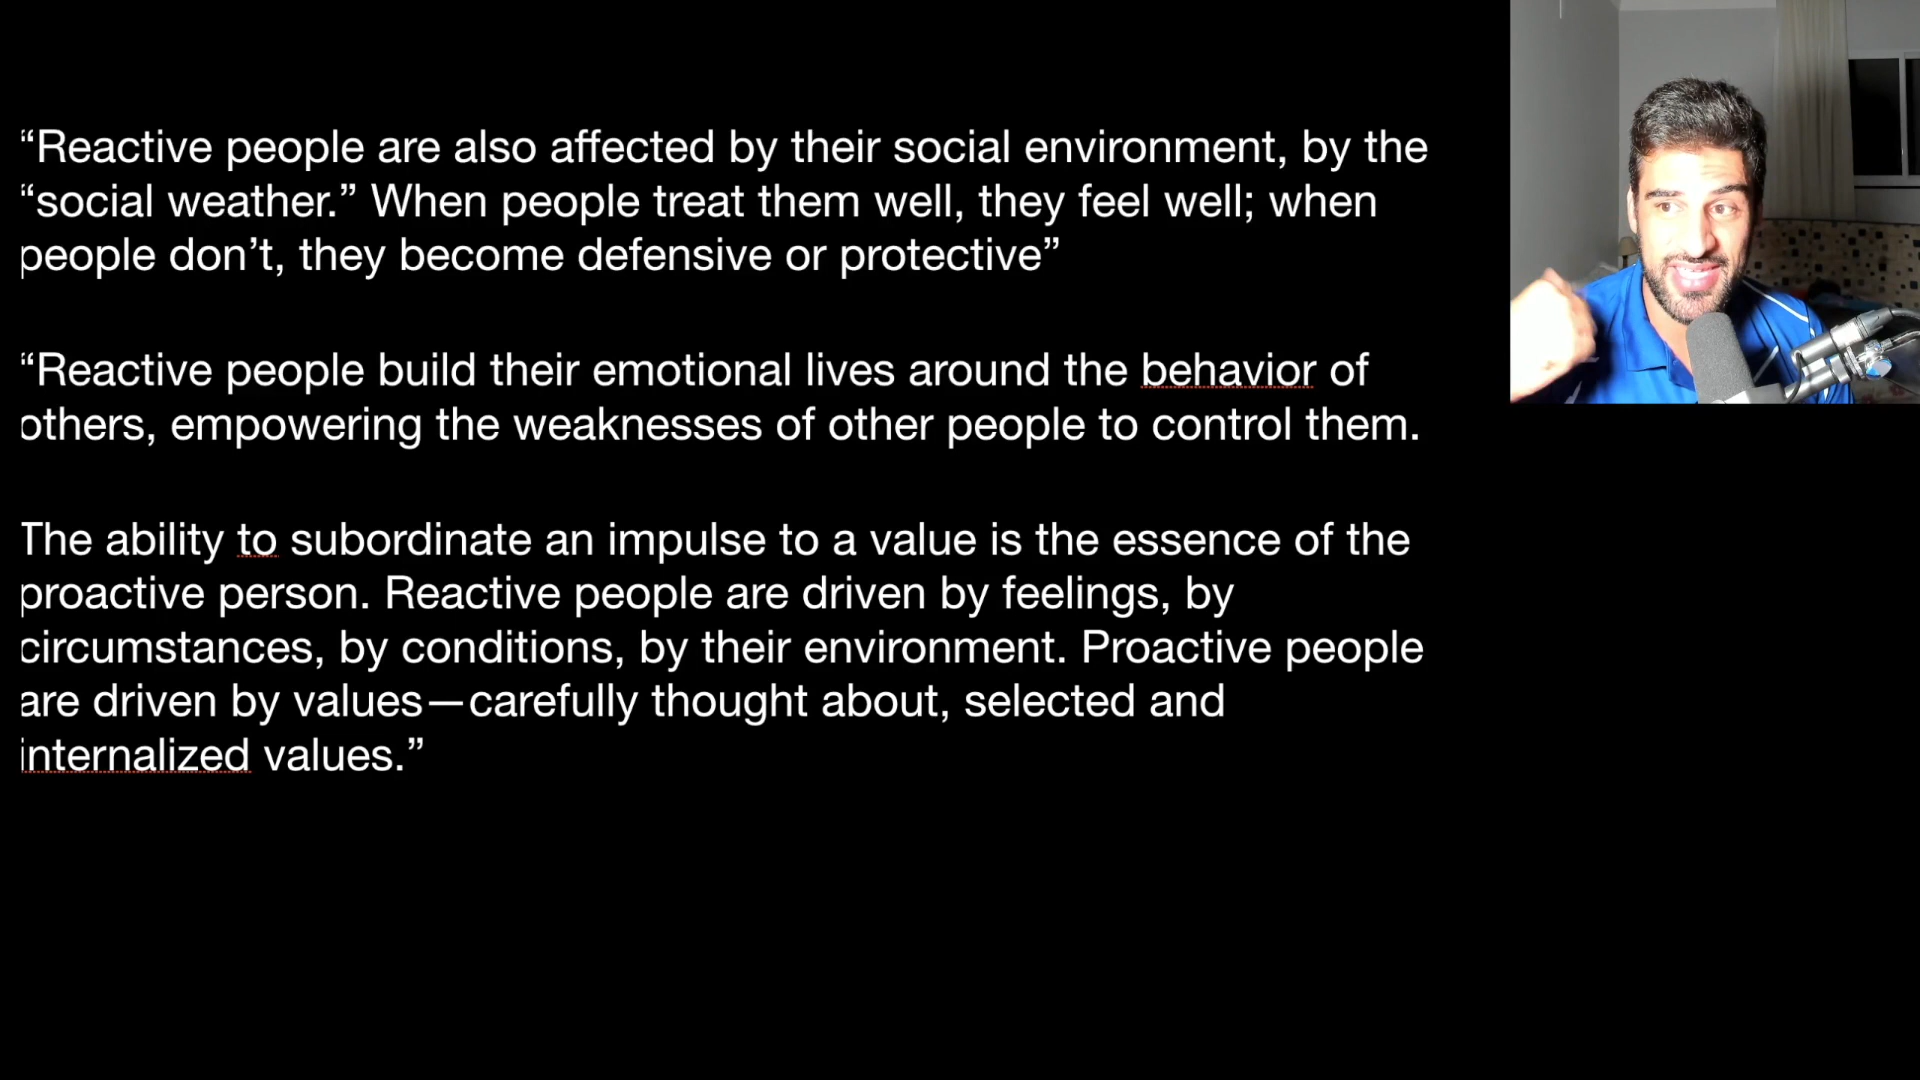 “Reactive people are also affected by their social environment, by the
“social weather.” When people treat them well, they feel well; when
people don’t, they become defensive or protective”
“Reactive people build their emotional lives around the behavior of
others, empowering the weaknesses of other people to control them.
The ability to subordinate an impulse to a value is the essence of the
proactive person. Reactive people are driven by feelings, by
circumstances, by conditions, by their environment. Proactive people
are driven by values—carefully thought about, selected and
internalized values.”